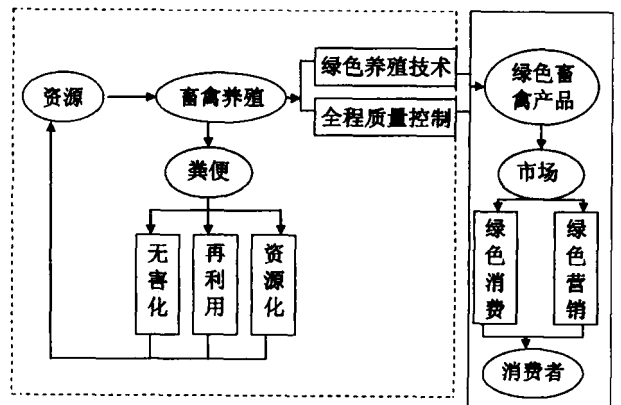 资源
畜禽养殖
绿色养殖技术
全程质量控制
绿色畜
禽产品
粪便
市场
无害化
再利用
资源化
绿色消费
绿色营销
消费者